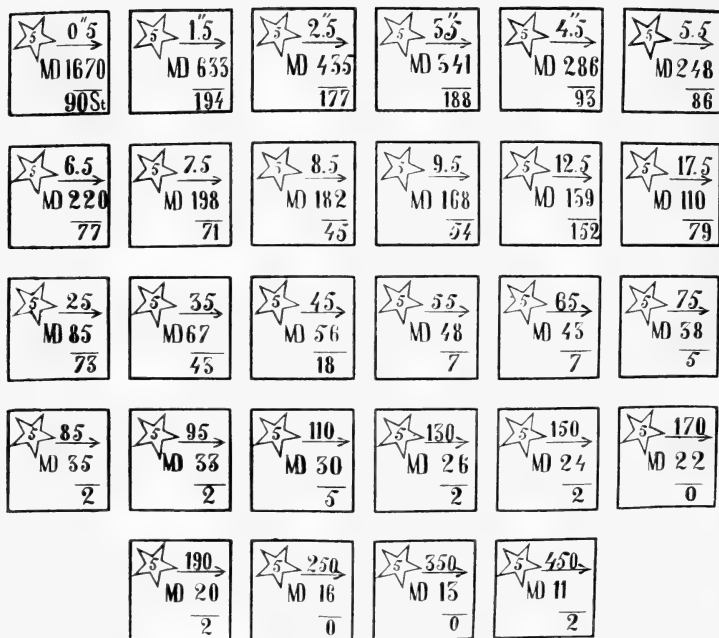 5 0"5
MD 1670
90St
5 1"5
MD 633
194
5 2"5
MD 435
177
5 3"5
MD 341
188
5 4"5
MD 286
93
5 5.5
MD 248
86
5 6.5
MD 220
77
5 7.5
MD 198
71
5 8.5
MD 182
45
5 9.5
MD 168
54
5 12.5
MD 139
152
5 17.5
MD 110
79
5 25
MD 85
73
5 35
MD 67
43
5 45
MD 56
18
5 55
MD 48
7
5 65
MD 43
7
5 75
MD 38
5
5 85
MD 35
2
5 95
MD 33
2
5 110
MD 30
5
5 130
MD 26
2
5 150
MD 24
2
5 170
MD 22
0
5 190
MD 20
2
5 250
MD 16
0
5 350
MD 13
0
5 450
MD 11
2